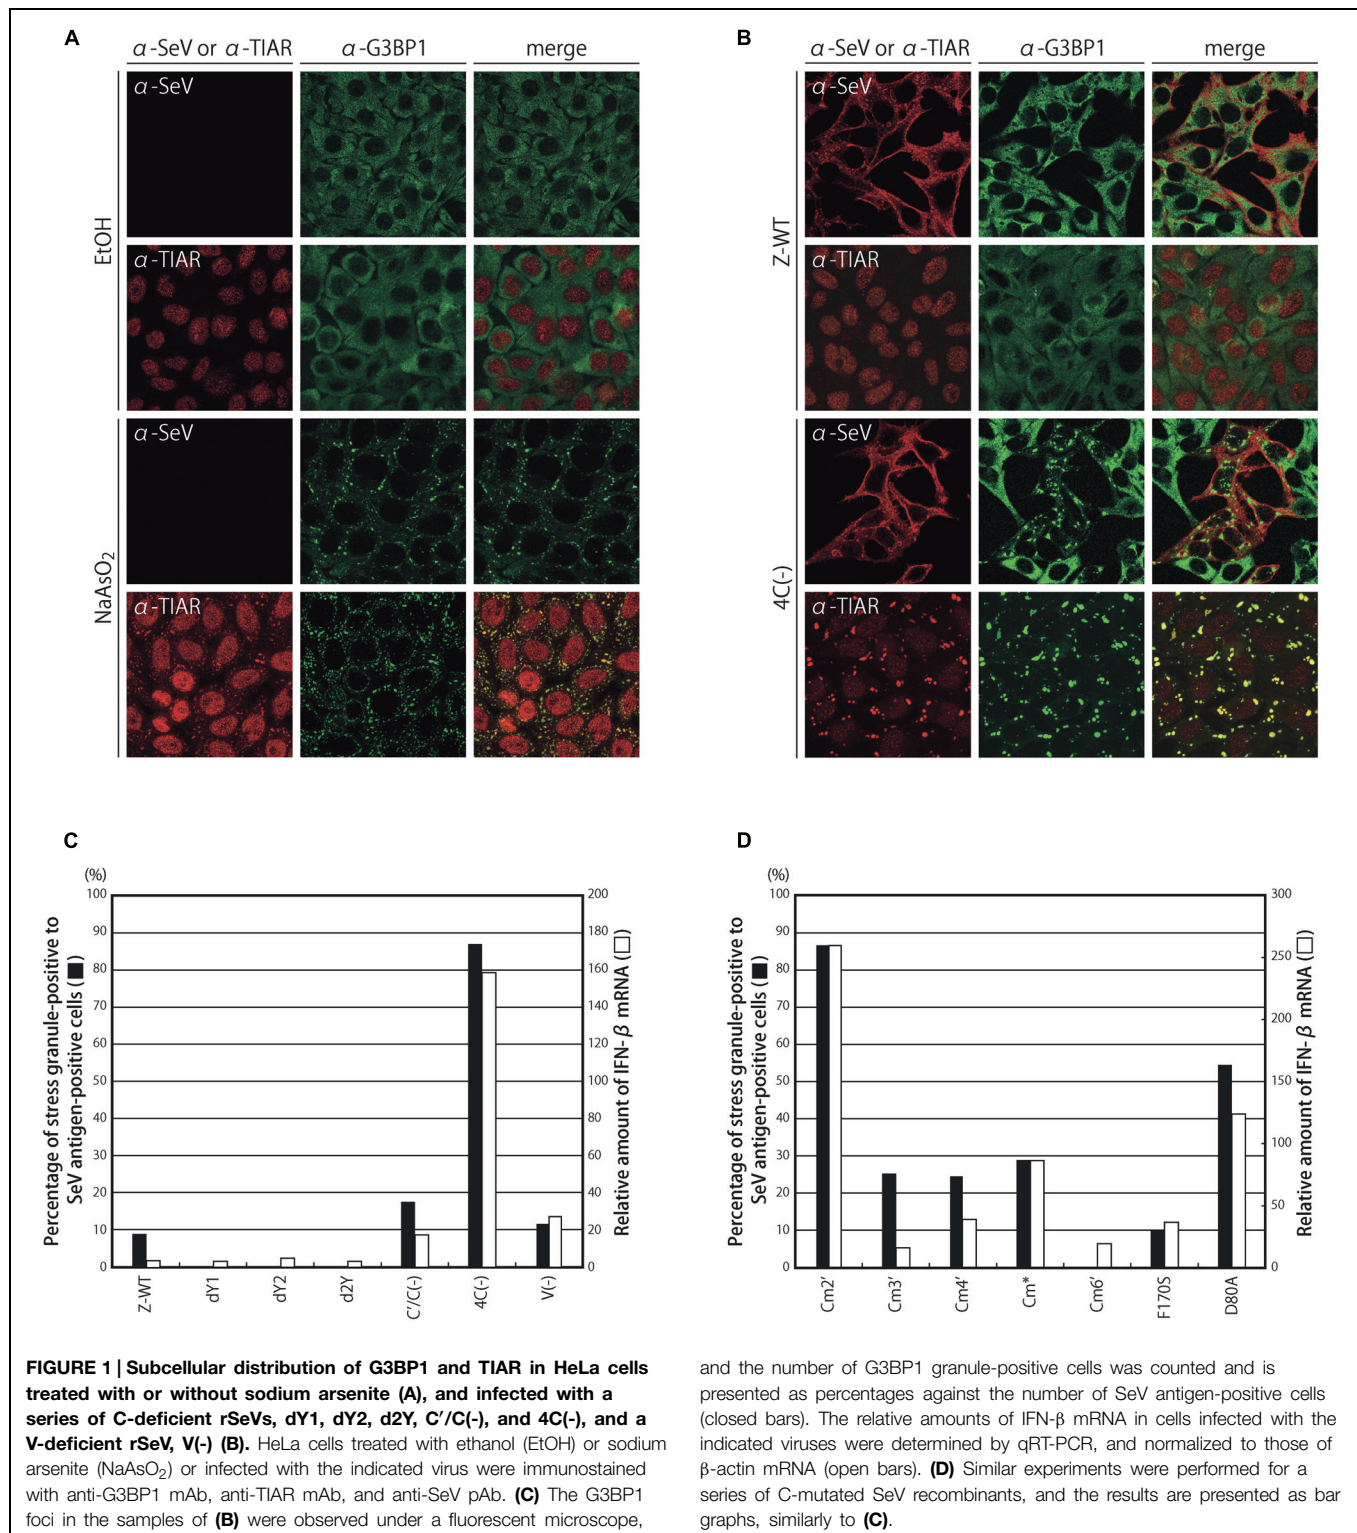 A
α-SeV or α-TIAR
α-G3BP1
merge
EtOH
α-SeV
α-TIAR
NaAsO2
α-SeV
α-TIAR
B
α-SeV or α-TIAR
α-G3BP1
merge
Z-WT
α-SeV
α-TIAR
4C(-)
α-SeV
α-TIAR
C
(%)
Percentage of stress granule-positive to
SeV antigen-positive cells (■)
100
90
80
70
60
50
40
30
20
10
0
200
180
160
140
120
100
80
60
40
20
0
Relative amount of IFN-β mRNA (□)
Z-WT
dY1
dY2
d2Y
C′/C(-)
4C(-)
V(-)
D
(%)
Percentage of stress granule-positive to
SeV antigen-positive cells (■)
100
90
80
70
60
50
40
30
20
10
0
300
250
200
150
100
50
0
Relative amount of IFN-β mRNA (□)
Cm2′
Cm3′
Cm4′
Cm*
Cm6′
F170S
D80A
FIGURE 1 | Subcellular distribution of G3BP1 and TIAR in HeLa cells
treated with or without sodium arsenite (A), and infected with a
series of C-deficient rSeVs, dY1, dY2, d2Y, C′/C(-), and 4C(-), and a
V-deficient rSeV, V(-) (B). HeLa cells treated with ethanol (EtOH) or sodium
arsenite (NaAsO2) or infected with the indicated virus were immunostained
with anti-G3BP1 mAb, anti-TIAR mAb, and anti-SeV pAb. (C) The G3BP1
foci in the samples of (B) were observed under a fluorescent microscope,
and the number of G3BP1 granule-positive cells was counted and is
presented as percentages against the number of SeV antigen-positive cells
(closed bars). The relative amounts of IFN-β mRNA in cells infected with the
indicated viruses were determined by qRT-PCR, and normalized to those of
β-actin mRNA (open bars). (D) Similar experiments were performed for a
series of C-mutated SeV recombinants, and the results are presented as bar
graphs, similarly to (C).